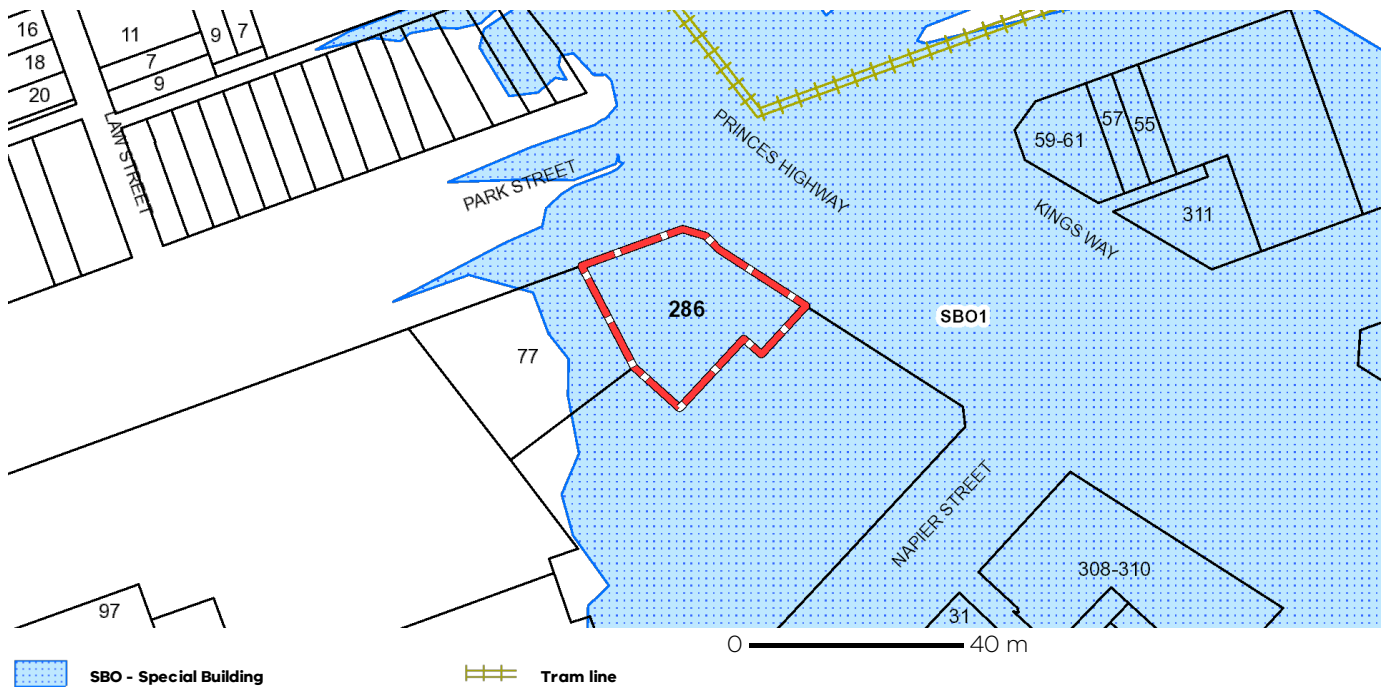 16
11
9
7
18
7
20
9
LAW STREET
PARK STREET
PRINCES HIGHWAY
59-61
57
55
KINGS WAY
311
286
SBO1
77
NAPIER STREET
308-310
97
31
0
40 m
SBO - Special Building
Tram line